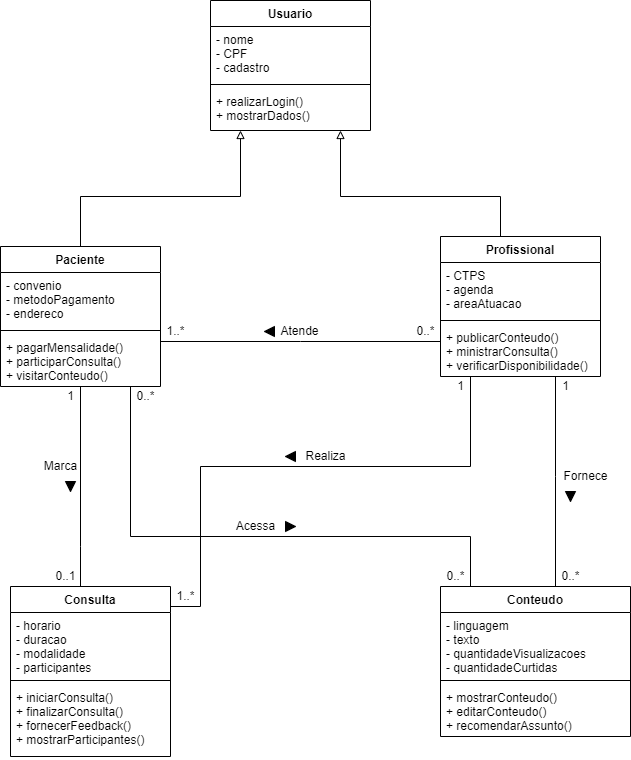 Usuario
- nome
- CPF
- cadastro
+ realizarLogin()
+ mostrarDados()
Paciente
- convenio
- metodoPagamento
- endereco
+ pagarMensalidade()
+ participarConsulta()
+ visitarConteudo()
Profissional
- CTPS
- agenda
- areaAtuacao
+ publicarConteudo()
+ ministrarConsulta()
+ verificarDisponibilidade()
1..*
Atende
0..*
1
0..*
1
1
Marca
Realiza
Fornece
Acessa
0..1
1..*
0..*
0..*
Consulta
- horario
- duracao
- modalidade
- participantes
+ iniciarConsulta()
+ finalizarConsulta()
+ fornecerFeedback()
+ mostrarParticipantes()
Conteudo
- linguagem
- texto
- quantidadeVisualizacoes
- quantidadeCurtidas
+ mostrarConteudo()
+ editarConteudo()
+ recomendarAssunto()